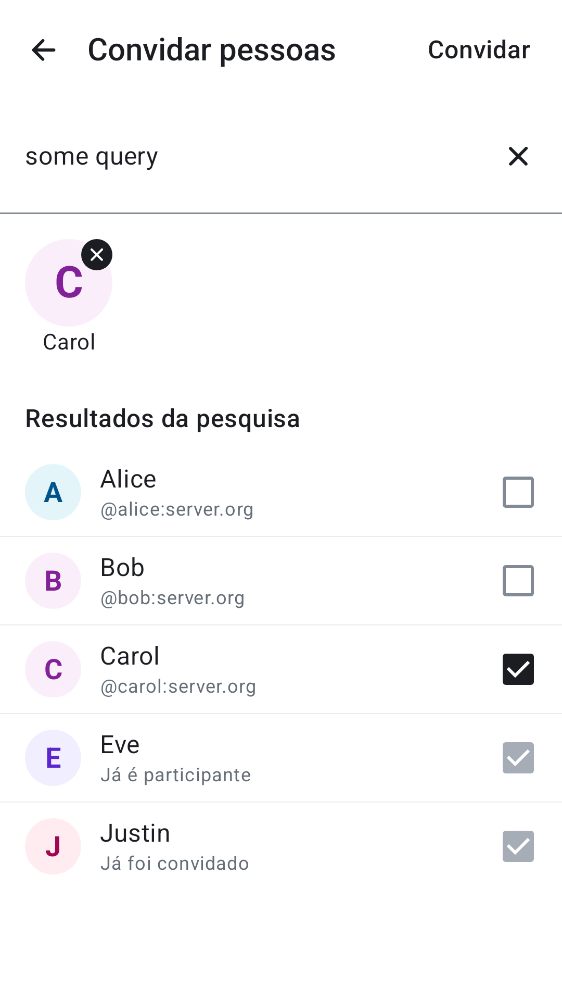 Convidar pessoas
Convidar
some query
C
Carol
Resultados da pesquisa
A
Alice
@alice:server.org
B
Bob
@bob:server.org
C
Carol
@carol:server.org
E
Eve
Já é participante
J
Justin
Já foi convidado